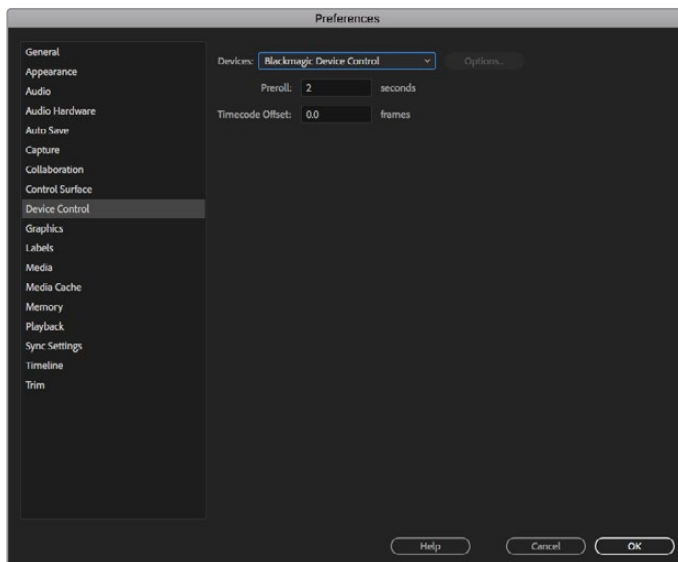 Preferences
General
Appearance
Audio
Audio Hardware
Auto Save
Capture
Collaboration
Control Surface
Device Control
Graphics
Labels
Media
Media Cache
Memory
Playback
Sync Settings
Timeline
Trim
Devices: Blackmagic Device Control Options...
Preroll: 2 seconds
Timecode Offset: 0.0 frames
Help Cancel OK